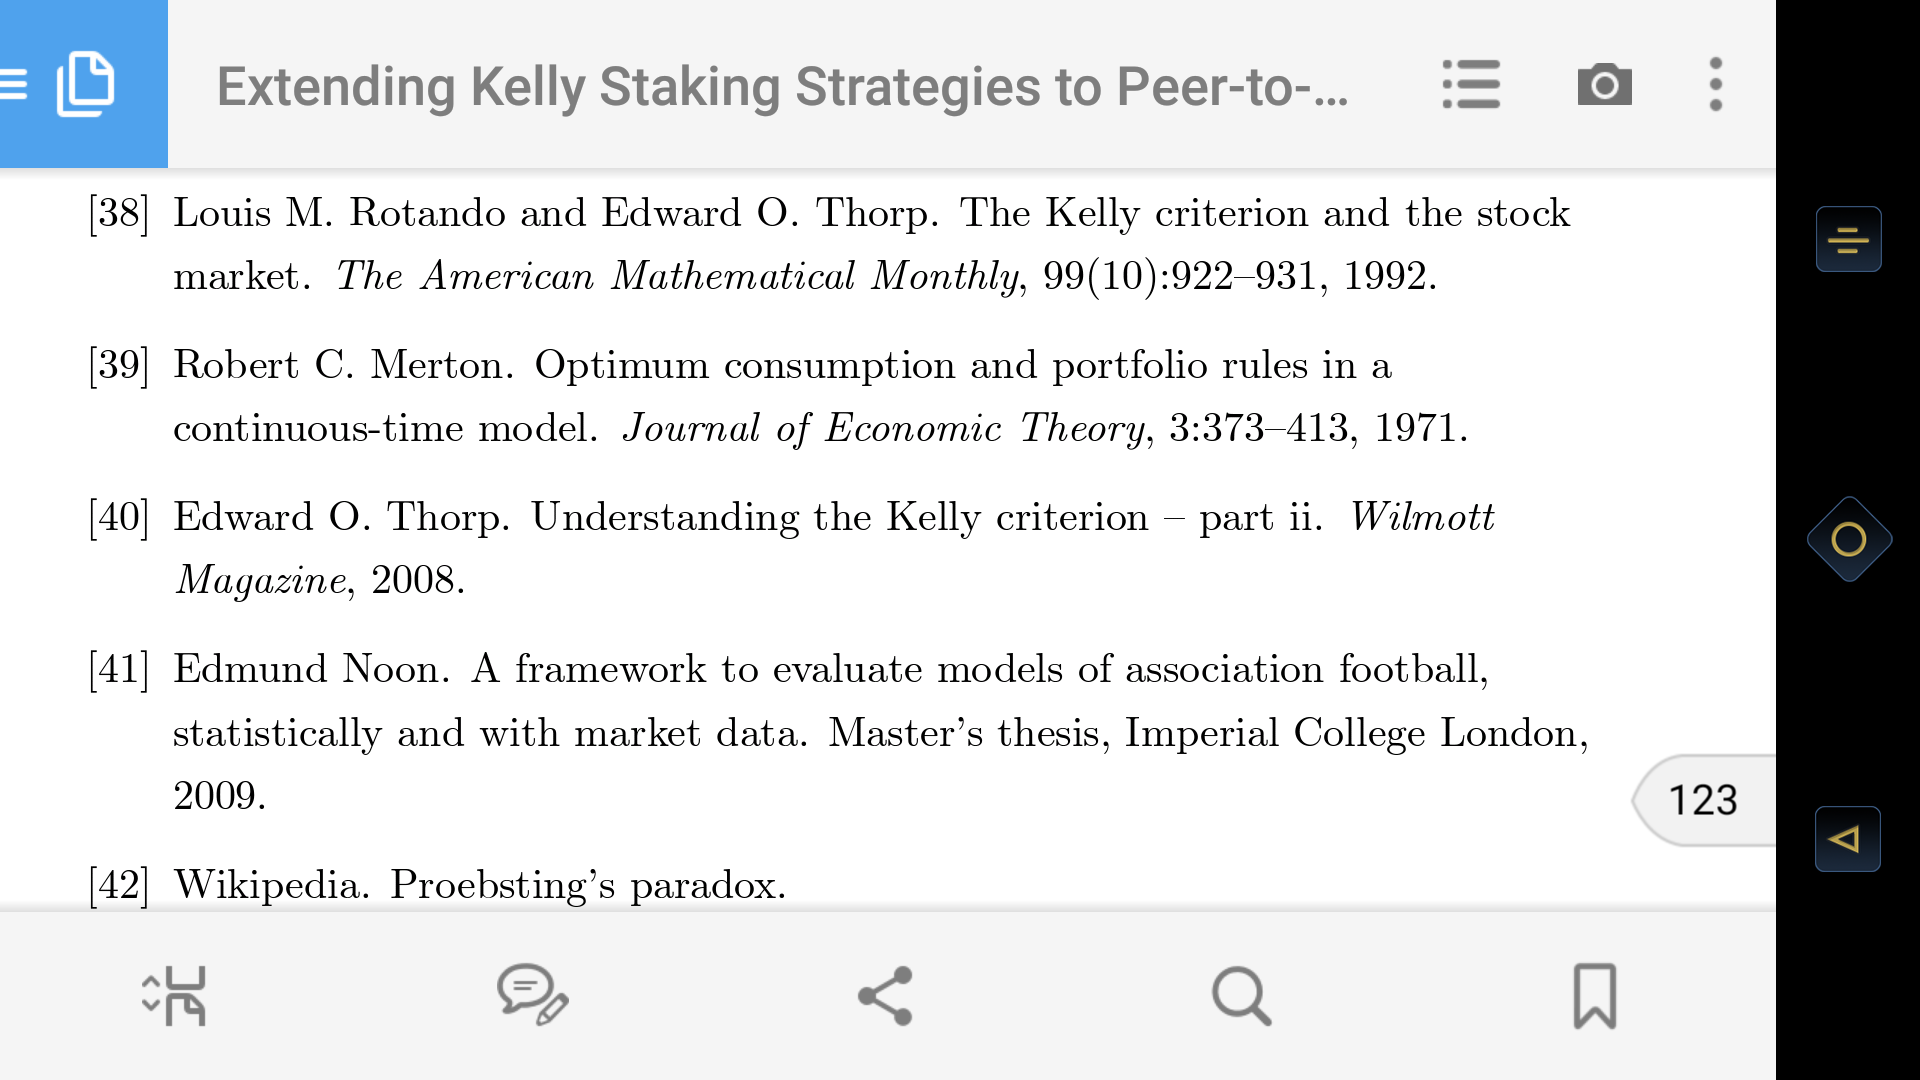 Extending Kelly Staking Strategies to Peer-to-...
[38] Louis M. Rotando and Edward O. Thorp. The Kelly criterion and the stock
market. The American Mathematical Monthly, 99(10):922–931, 1992.
[39] Robert C. Merton. Optimum consumption and portfolio rules in a
continuous-time model. Journal of Economic Theory, 3:373–413, 1971.
[40] Edward O. Thorp. Understanding the Kelly criterion – part ii. Wilmott
Magazine, 2008.
[41] Edmund Noon. A framework to evaluate models of association football,
statistically and with market data. Master's thesis, Imperial College London,
2009.
123
[42] Wikipedia. Proebsting's paradox.